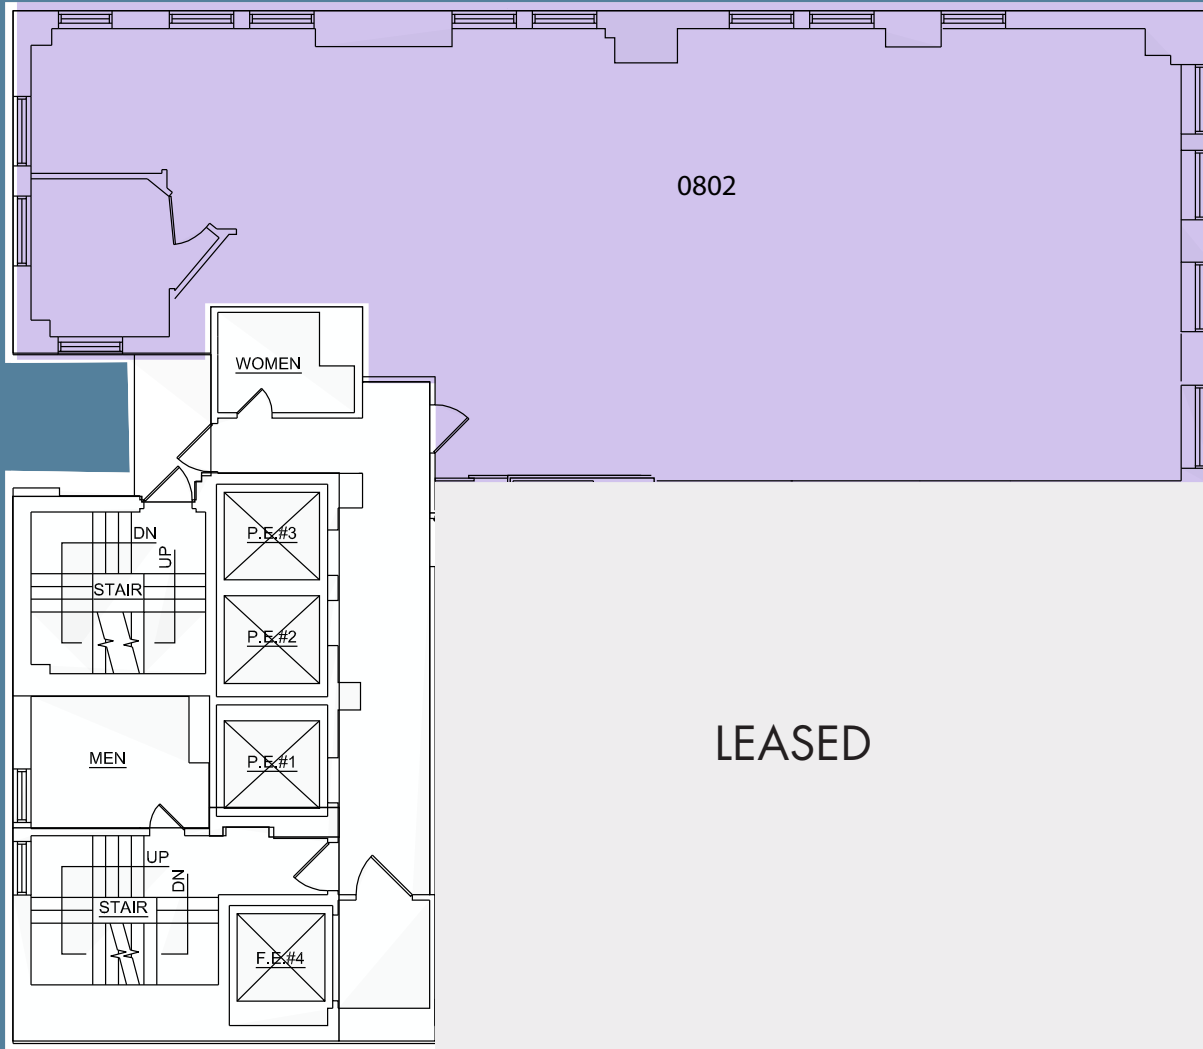 0802
WOMEN
P.E.#3
DN
UP
STAIR
P.E.#2
LEASED
MEN
P.E.#1
UP
DN
STAIR
F.E.#4